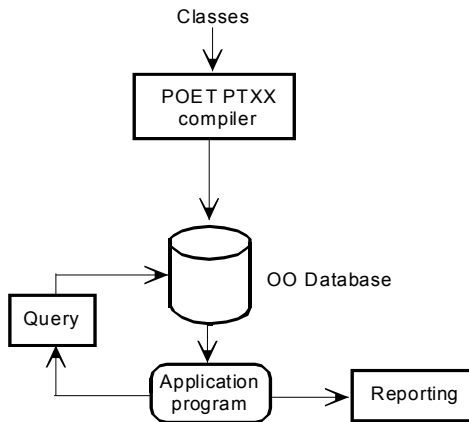 Classes
POET PTXX
compiler
OO Database
Query
Application
program
Reporting